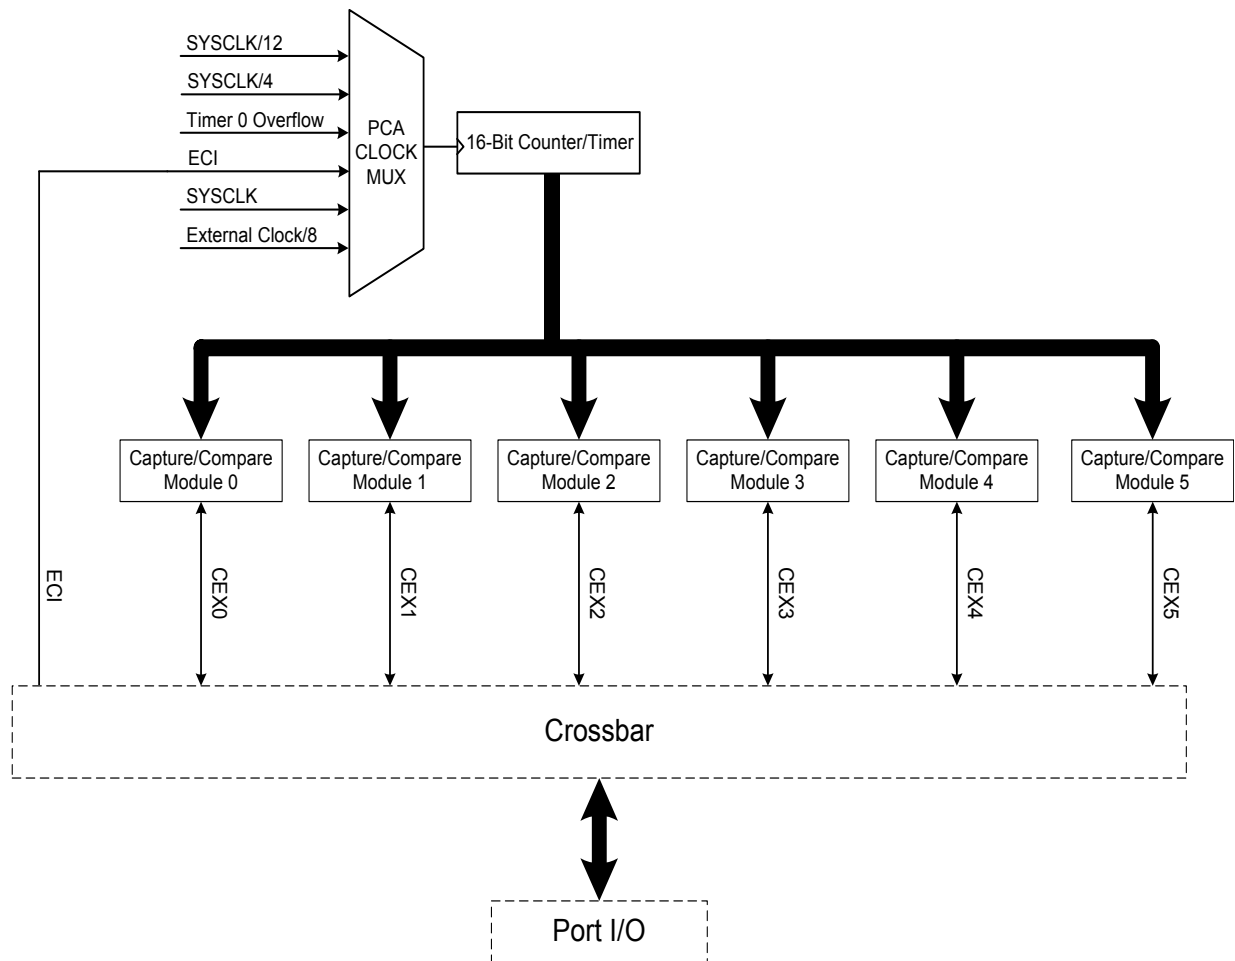 SYSCLK/12
SYSCLK/4
Timer 0 Overflow
ECI
SYSCLK
External Clock/8
PCA
CLOCK
MUX
16-Bit Counter/Timer
Capture/Compare
Module 0
Capture/Compare
Module 1
Capture/Compare
Module 2
Capture/Compare
Module 3
Capture/Compare
Module 4
Capture/Compare
Module 5
ECI
CEX0
CEX1
CEX2
CEX3
CEX4
CEX5
Crossbar
Port I/O